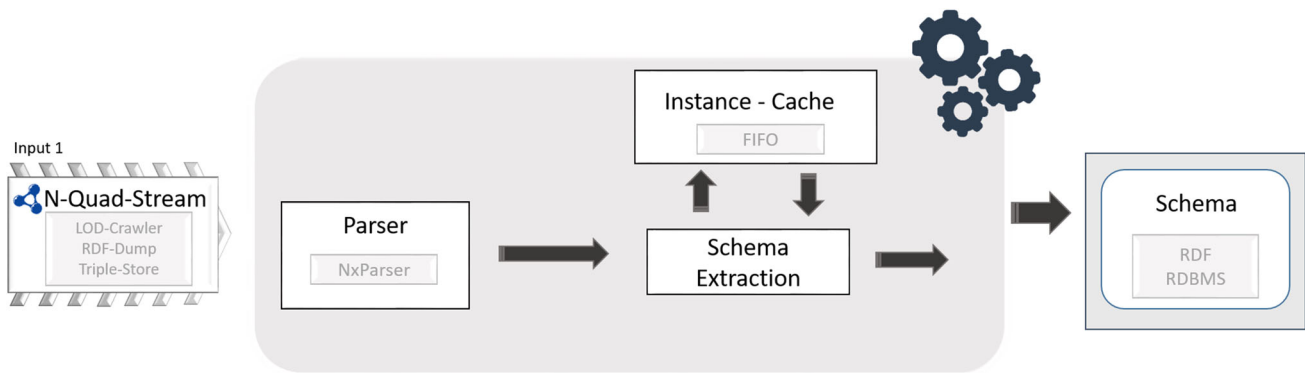 Input 1
N-Quad-Stream
LOD-Crawler
RDF-Dump
Triple-Store
Parser
NxParser
Instance - Cache
FIFO
Schema
Extraction
Schema
RDF
RDBMS